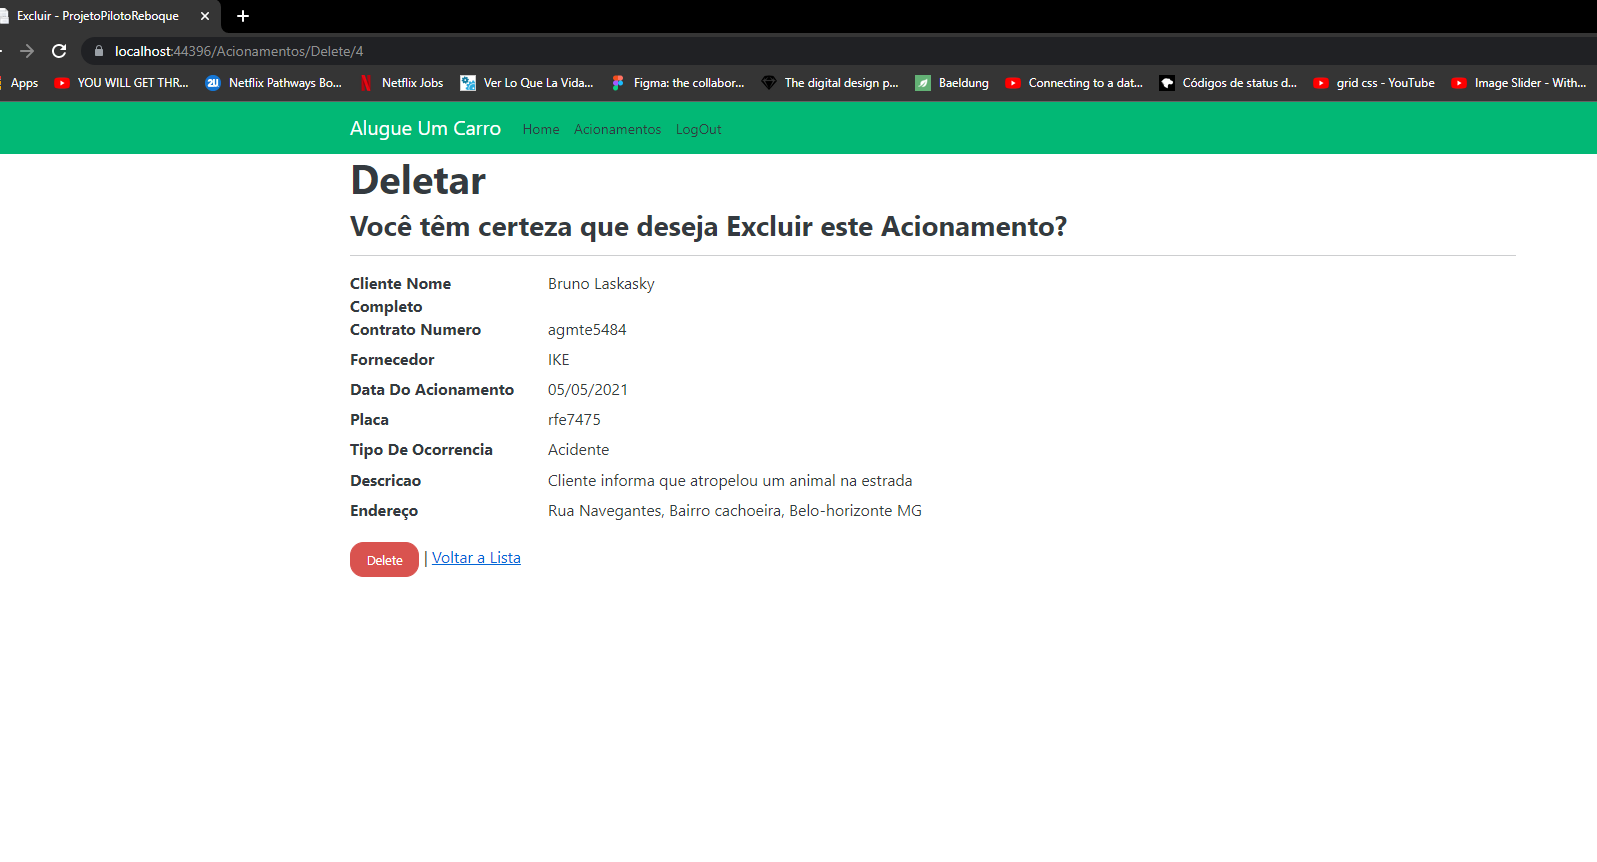 Excluir - ProjetoPilotoReboque
localhost:44396/Acionamentos/Delete/4
Apps YOU WILL GET THR... Netflix Pathways Bo... Netflix Jobs Ver Lo Que La Vida... Figma: the collabor... The digital design p... Baeldung Connecting to a dat... Códigos de status d... grid css - YouTube Image Slider - With...
Alugue Um Carro Home Acionamentos LogOut
Deletar
Você têm certeza que deseja Excluir este Acionamento?
Cliente Nome Completo Bruno Laskasky
Contrato Numero agmte5484
Fornecedor IKE
Data Do Acionamento 05/05/2021
Placa rfe7475
Tipo De Ocorrencia Acidente
Descricao Cliente informa que atropelou um animal na estrada
Endereço Rua Navegantes, Bairro cachoeira, Belo-horizonte MG
Delete | Voltar a Lista